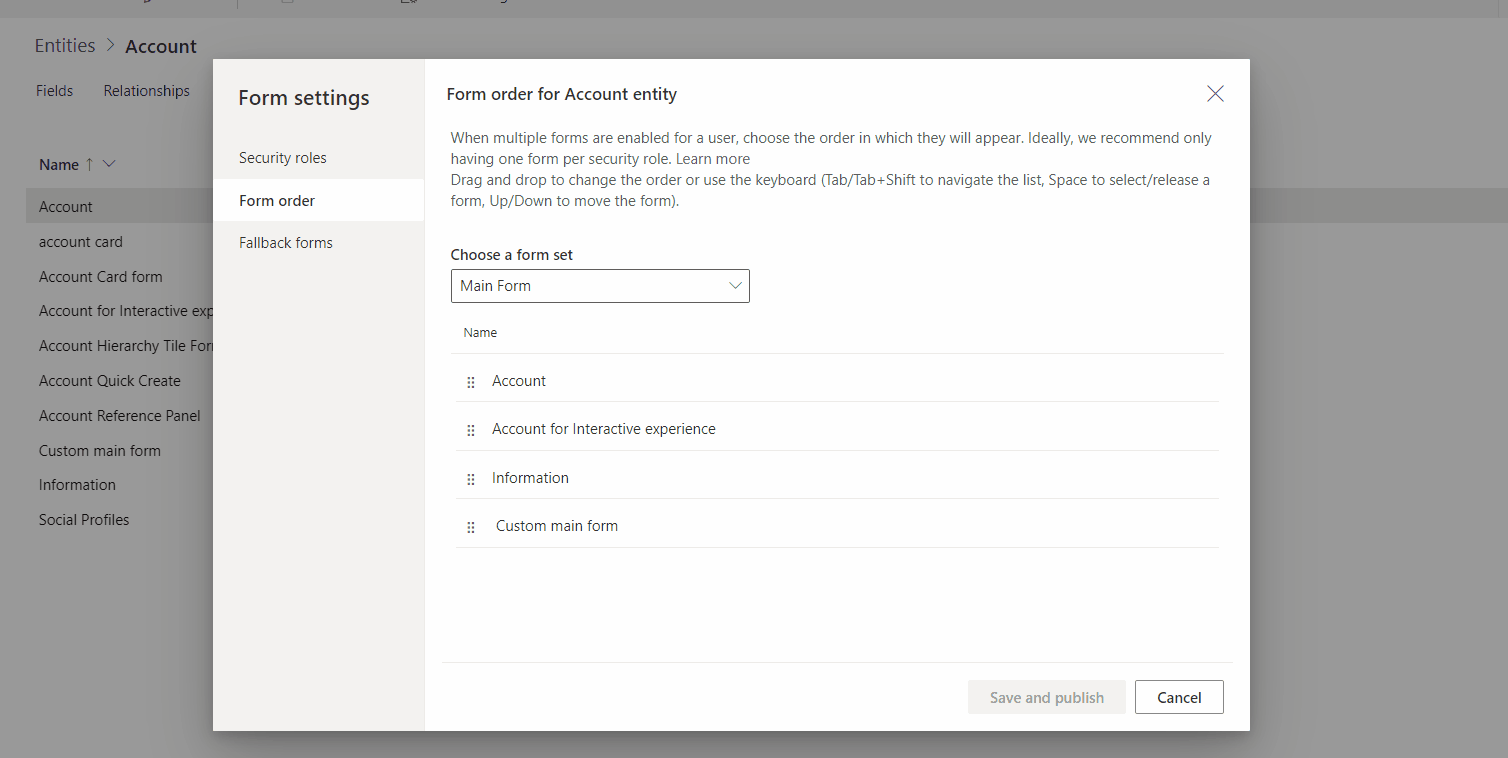 Entities > Account
Fields Relationships
Name ↑
Account
account card
Account Card form
Account for Interactive exp
Account Hierarchy Tile For
Account Quick Create
Account Reference Panel
Custom main form
Information
Social Profiles
Form settings
Security roles
Form order
Fallback forms
Form order for Account entity
When multiple forms are enabled for a user, choose the order in which they will appear. Ideally, we recommend only
having one form per security role. Learn more
Drag and drop to change the order or use the keyboard (Tab/Tab+Shift to navigate the list, Space to select/release a
form, Up/Down to move the form).
Choose a form set
Main Form
Name
Account
Account for Interactive experience
Information
Custom main form
Save and publish
Cancel